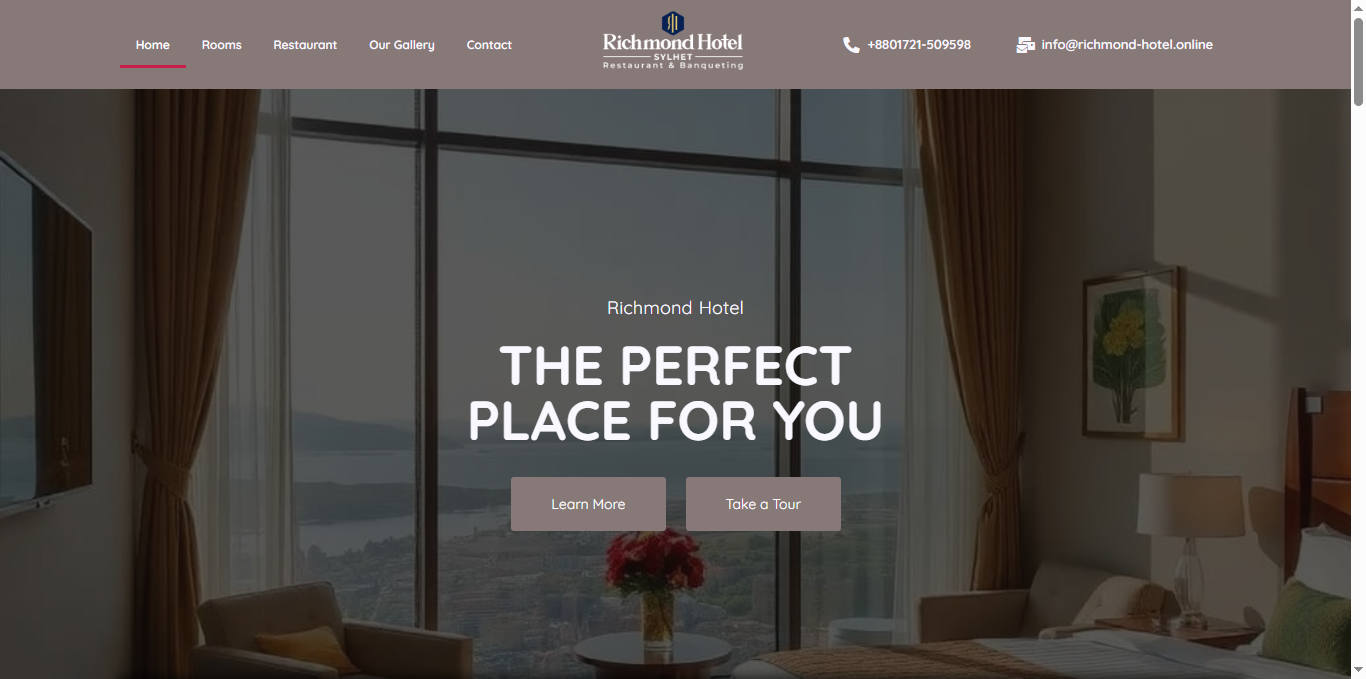 Home
Rooms
Restaurant
Our Gallery
Contact
Richmond Hotel
SYLHET
Restaurant & Banqueting
+8801721-509598
info@richmond-hotel.online
Richmond Hotel
THE PERFECT
PLACE FOR YOU
Learn More
Take a Tour